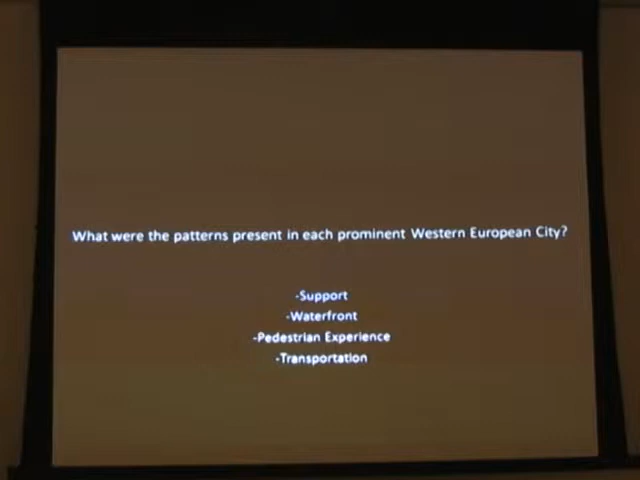 What were the patterns present in each prominent Western European City?
-Support
-Waterfront
-Pedestrian Experience
-Transportation